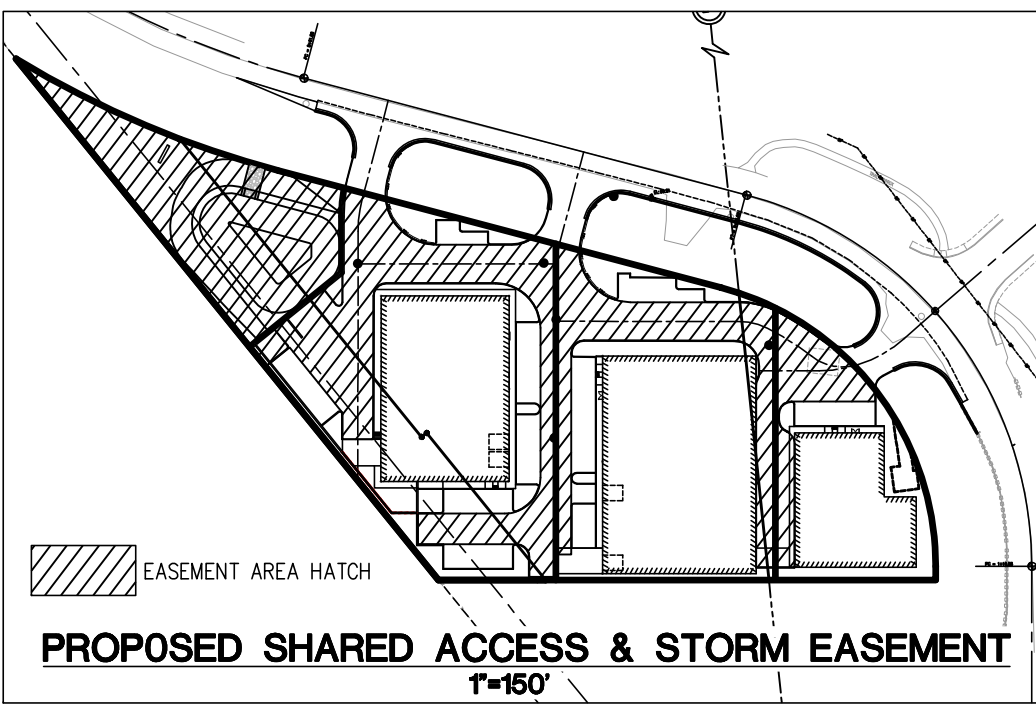 EASEMENT AREA HATCH
PROPOSED SHARED ACCESS & STORM EASEMENT
1"=150'